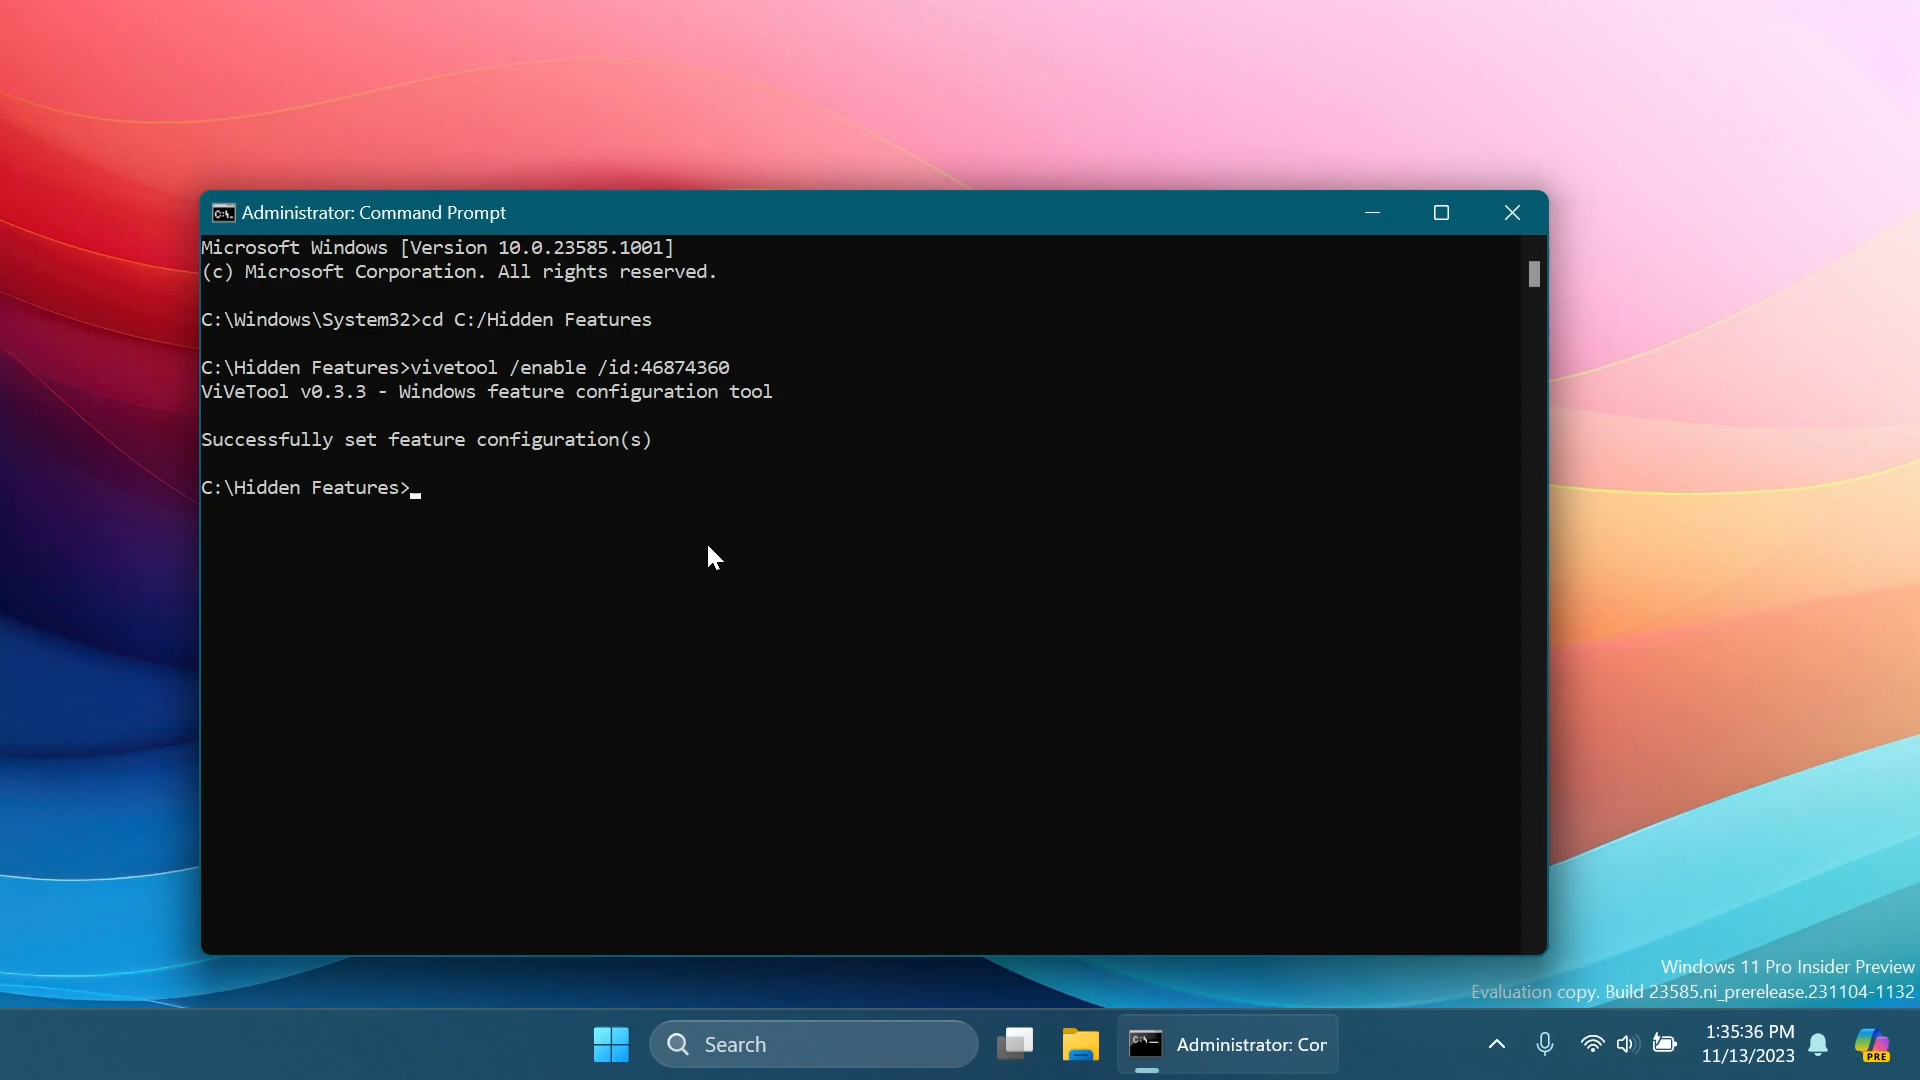 Administrator: Command Prompt
Microsoft Windows [Version 10.0.23585.1001]
(c) Microsoft Corporation. All rights reserved.
C:\Windows\System32>cd C:/Hidden Features
C:\Hidden Features>vivetool /enable /id:46874360
ViVeTool v0.3.3 - Windows feature configuration tool
Successfully set feature configuration(s)
C:\Hidden Features>
Windows 11 Pro Insider Preview
Evaluation copy. Build 23585.ni_prerelease.231104-1132
Search
Administrator: Cor
1:35:36 PM
11/13/2023
PRE